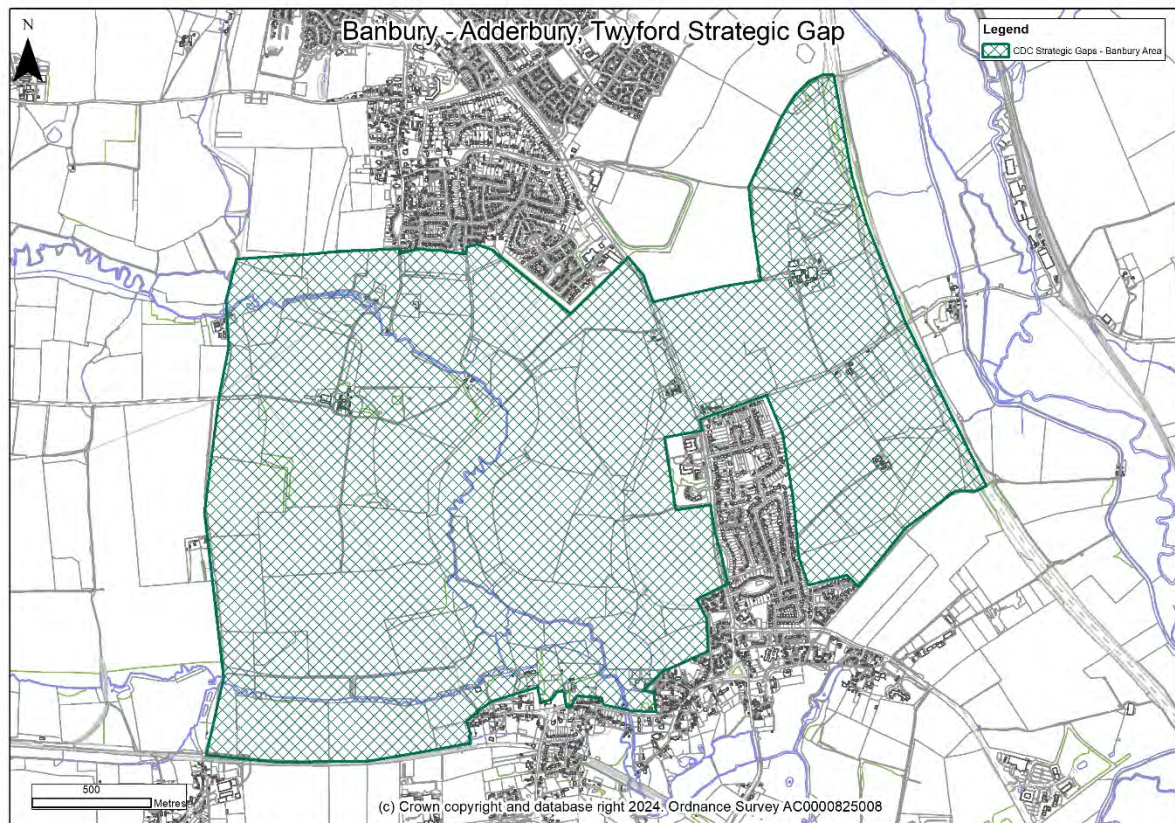 Banbury - Adderbury, Twyford Strategic Gap
N
Legend
CDC Strategic Gaps - Banbury Area
500
Metres
(c) Crown copyright and database right 2024. Ordnance Survey AC0000825008